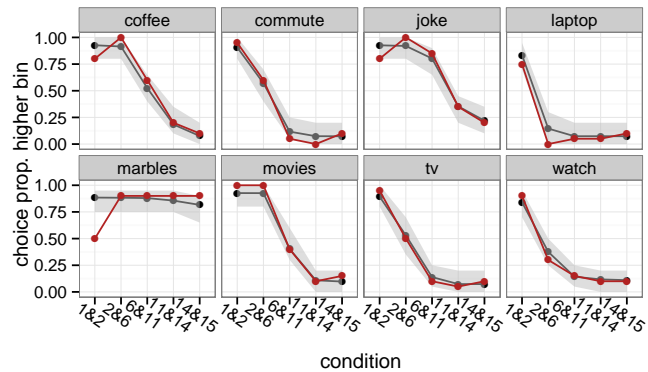 coffee commute joke laptop
1.00
0.75
0.50
0.25
0.00
marbles movies tv watch
1.00
0.75
0.50
0.25
0.00
choice prop. higher bin
1&2 2&6 6&11 11&14 14&15 1&2 2&6 6&11 11&14 14&15 1&2 2&6 6&11 11&14 14&15 1&2 2&6 6&11 11&14 14&15
condition